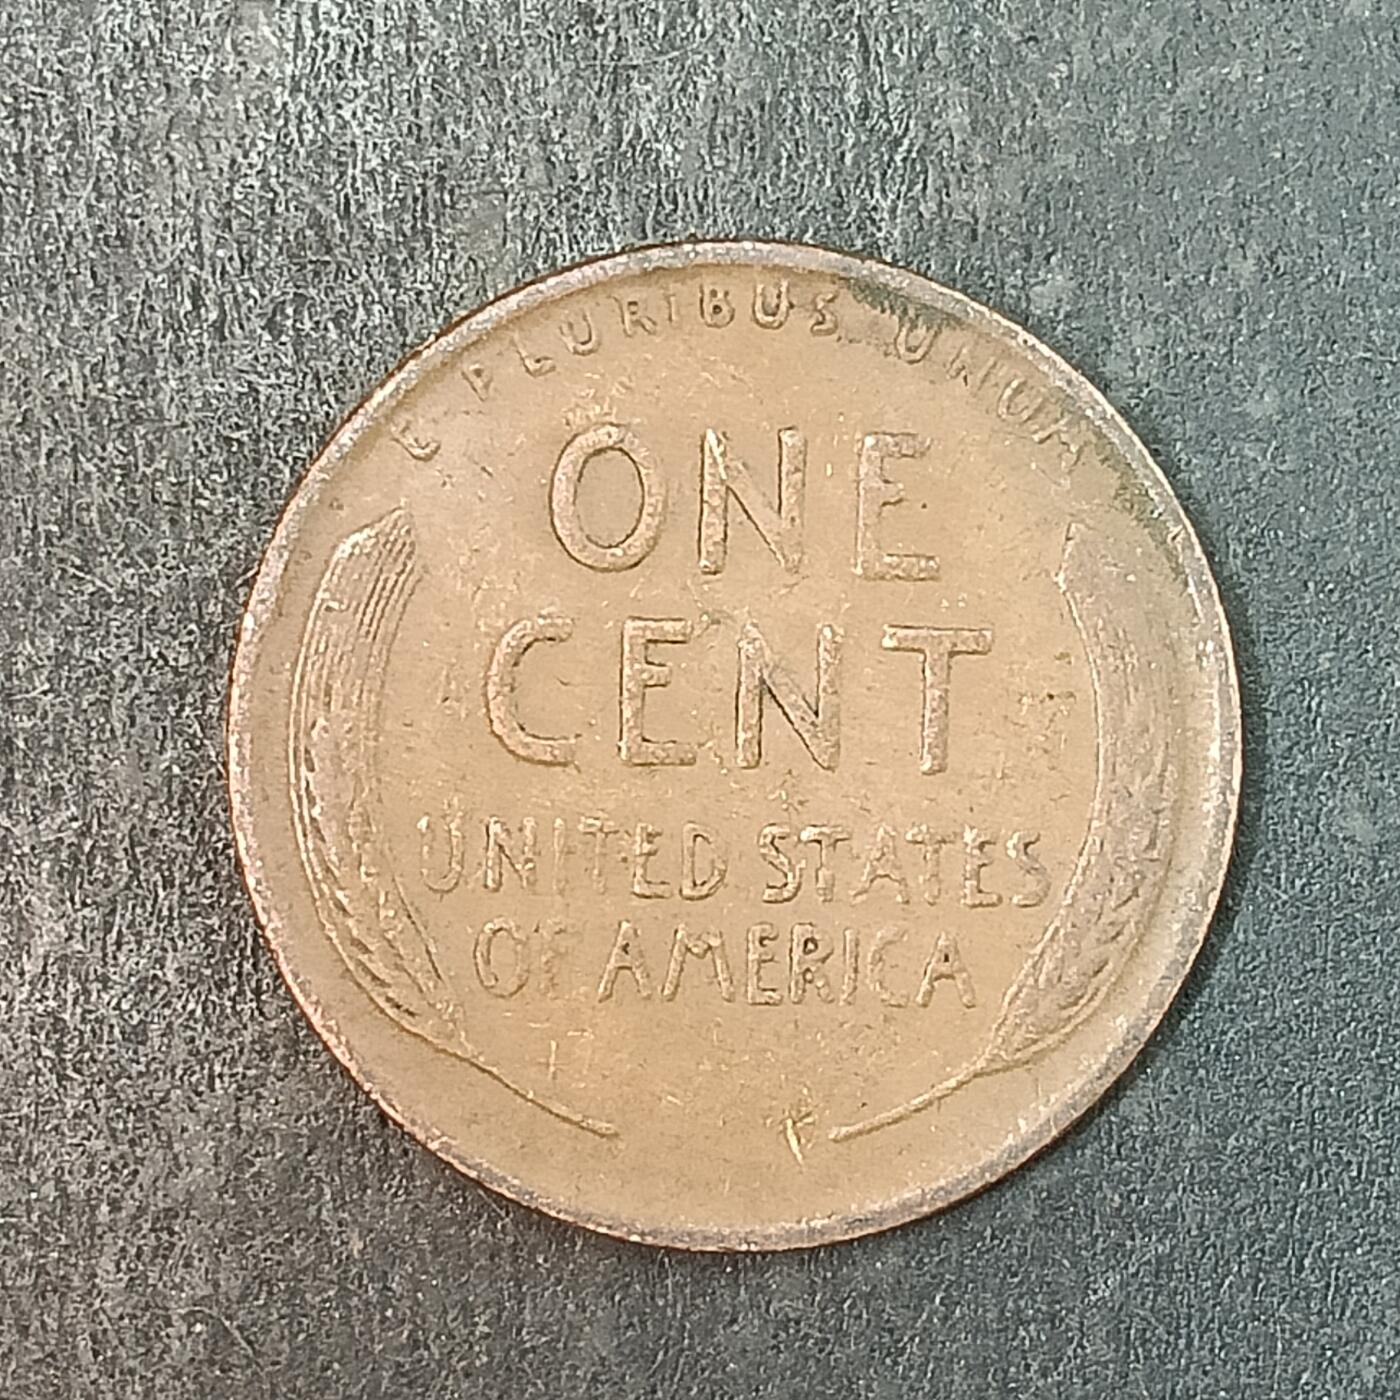 E PLURIBUS UNUM
ONE
CENT
UNITED STATES
OF AMERICA